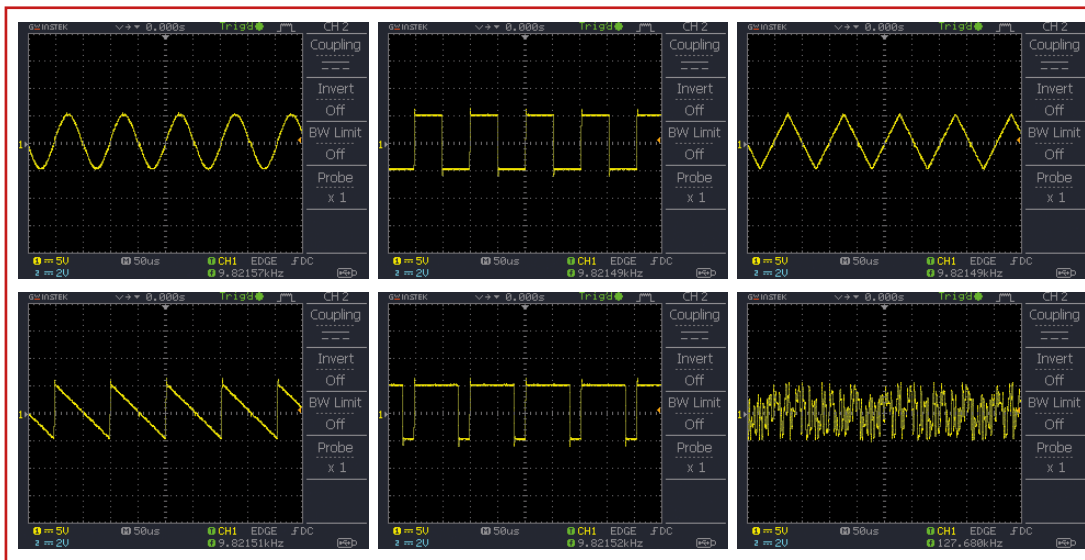 GWINSTEK 0.000s Trig'd CH 2
Coupling
Invert
Off
BW Limit
Off
Probe
x 1
1
1 5V M 50us T CH1 EDGE DC
2 2V f 9.82157kHz
GWINSTEK 0.000s Trig'd CH 2
Coupling
Invert
Off
BW Limit
Off
Probe
x 1
1
1 5V M 50us T CH1 EDGE DC
2 2V f 9.82149kHz
GWINSTEK 0.000s Trig'd CH 2
Coupling
Invert
Off
BW Limit
Off
Probe
x 1
1
1 5V M 50us T CH1 EDGE DC
2 2V f 9.82149kHz
GWINSTEK 0.000s Trig'd CH 2
Coupling
Invert
Off
BW Limit
Off
Probe
x 1
1
1 5V M 50us T CH1 EDGE DC
2 2V f 9.82151kHz
GWINSTEK 0.000s Trig'd CH 2
Coupling
Invert
Off
BW Limit
Off
Probe
x 1
1
1 5V M 50us T CH1 EDGE DC
2 2V f 9.82152kHz
GWINSTEK 0.000s Trig'd CH 2
Coupling
Invert
Off
BW Limit
Off
Probe
x 1
1
1 5V M 50us T CH1 EDGE DC
2 2V f 127.680kHz